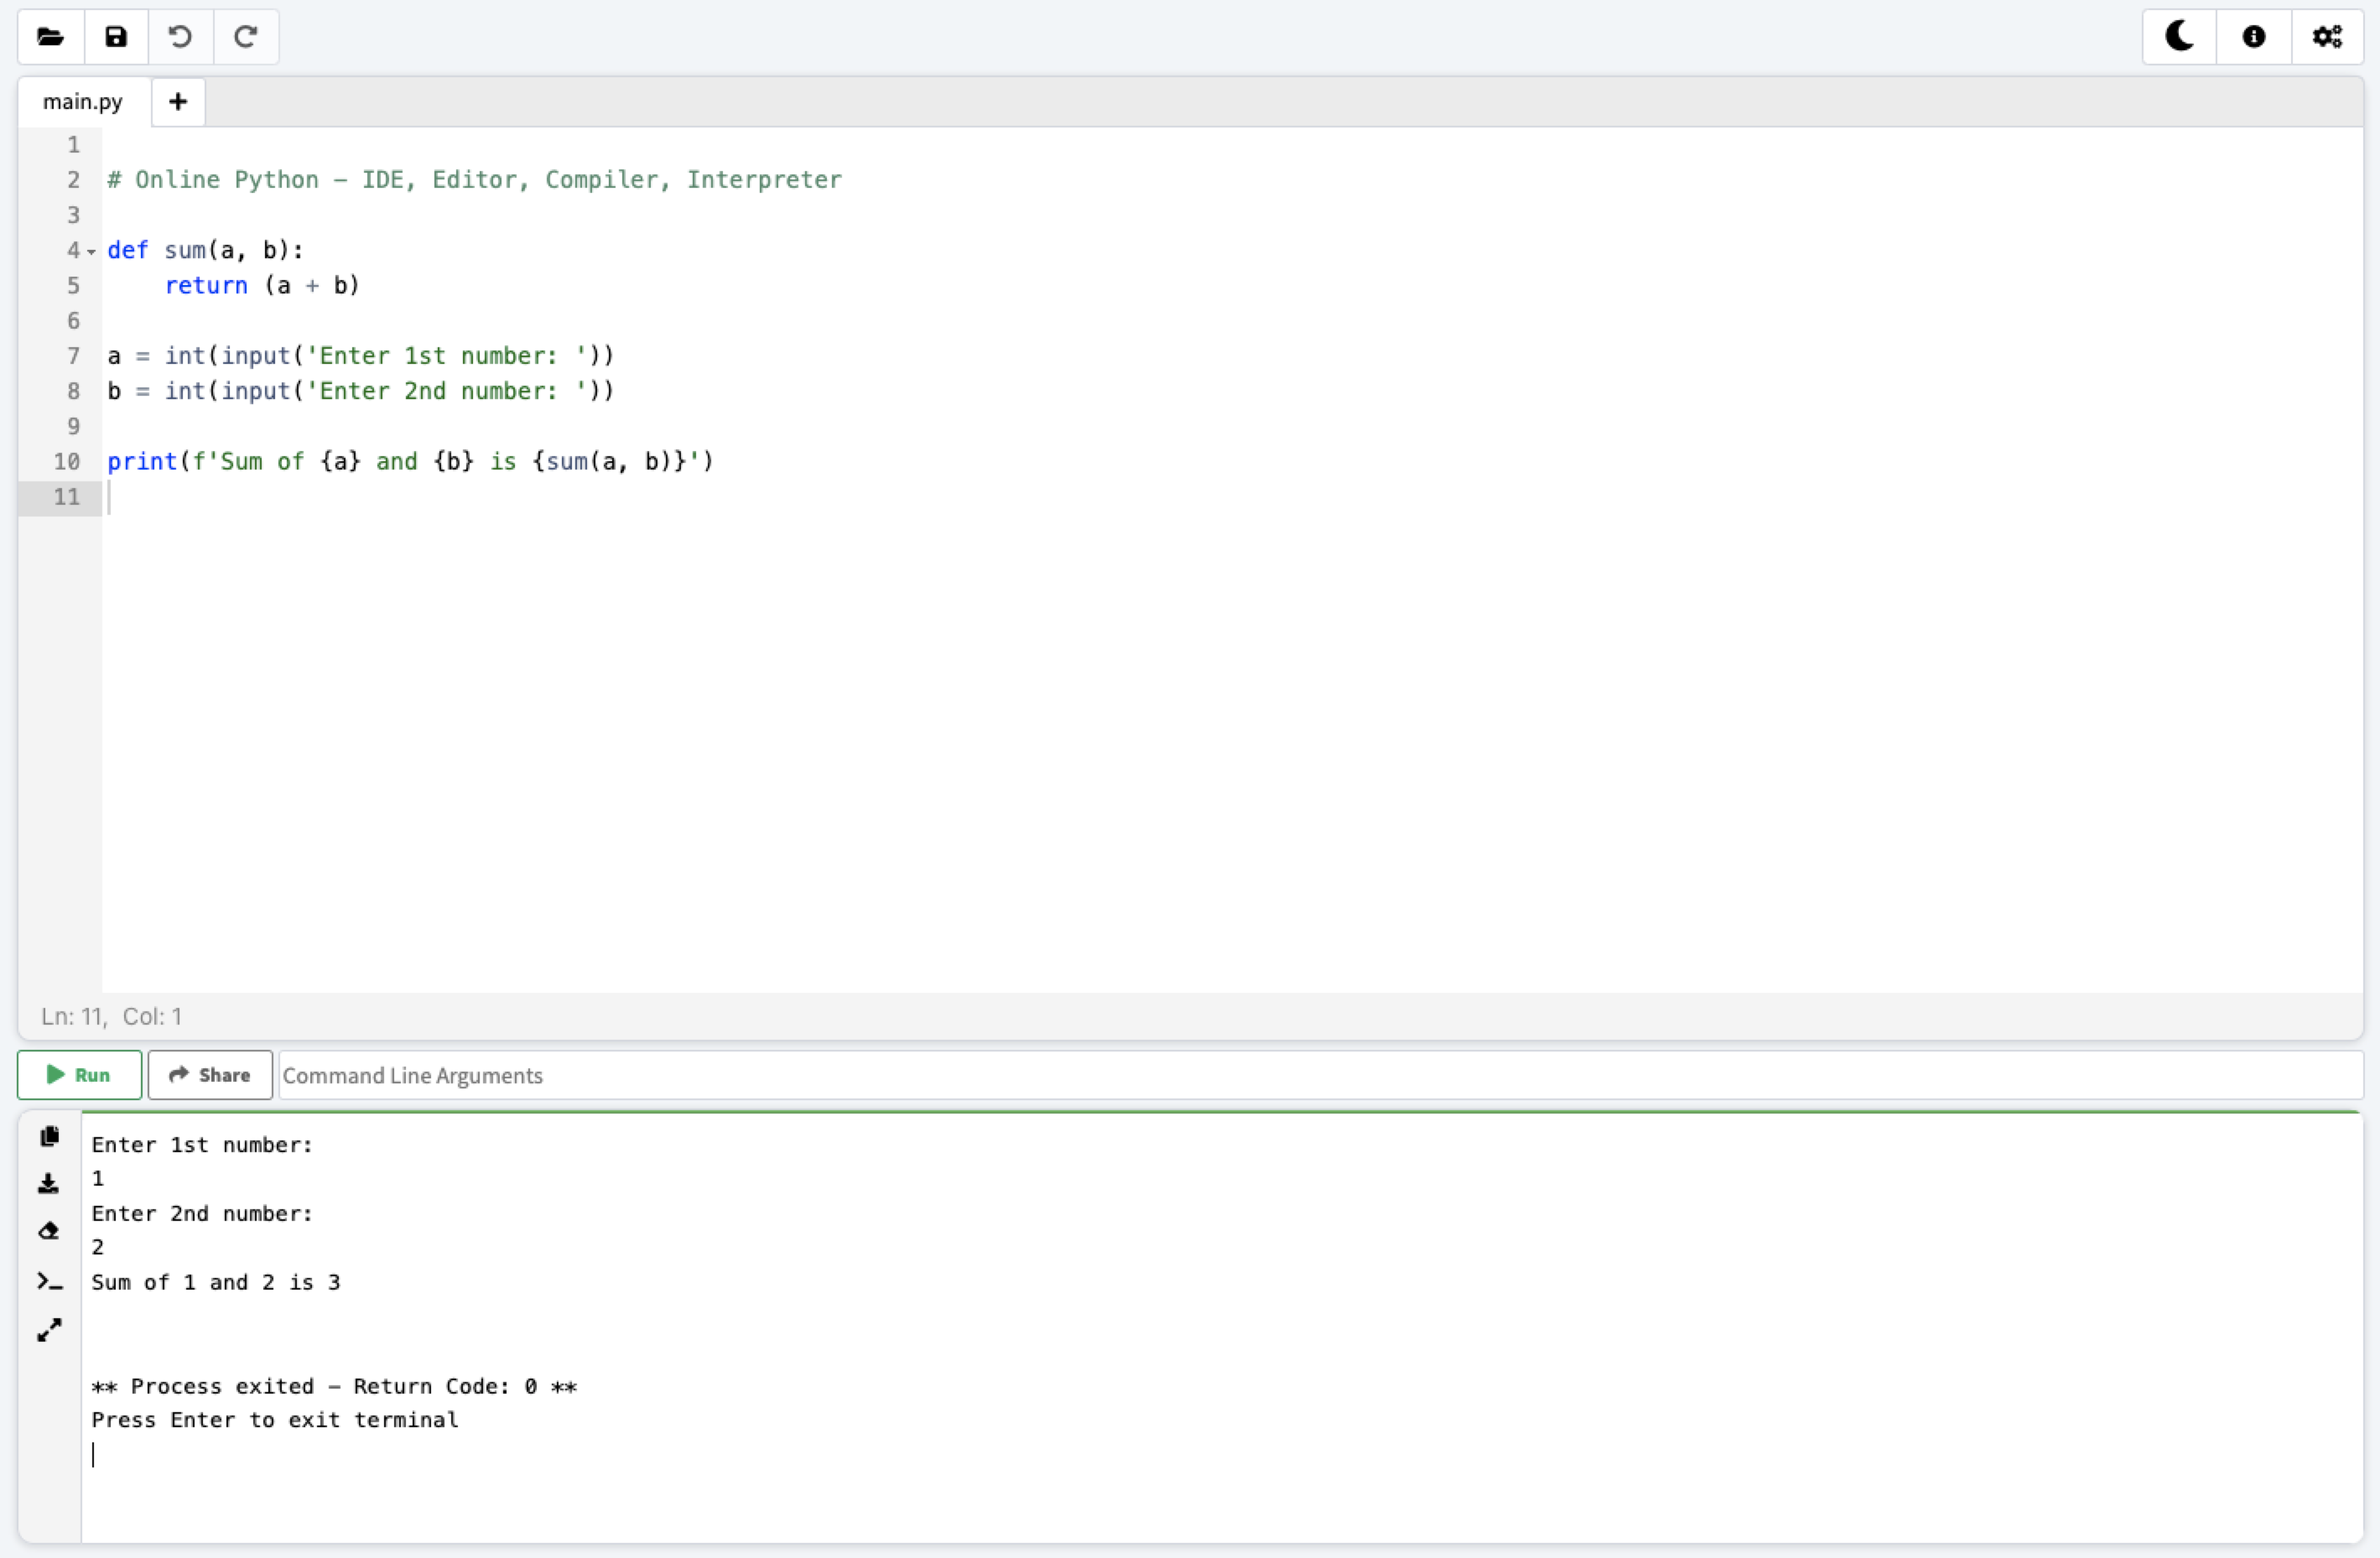 main.py +
1
2 # Online Python - IDE, Editor, Compiler, Interpreter
3
4 def sum(a, b):
5     return (a + b)
6
7 a = int(input('Enter 1st number: '))
8 b = int(input('Enter 2nd number: '))
9
10 print(f'Sum of {a} and {b} is {sum(a, b)}')
11
Ln: 11, Col: 1
Run Share Command Line Arguments
Enter 1st number:
1
Enter 2nd number:
2
Sum of 1 and 2 is 3
** Process exited - Return Code: 0 **
Press Enter to exit terminal